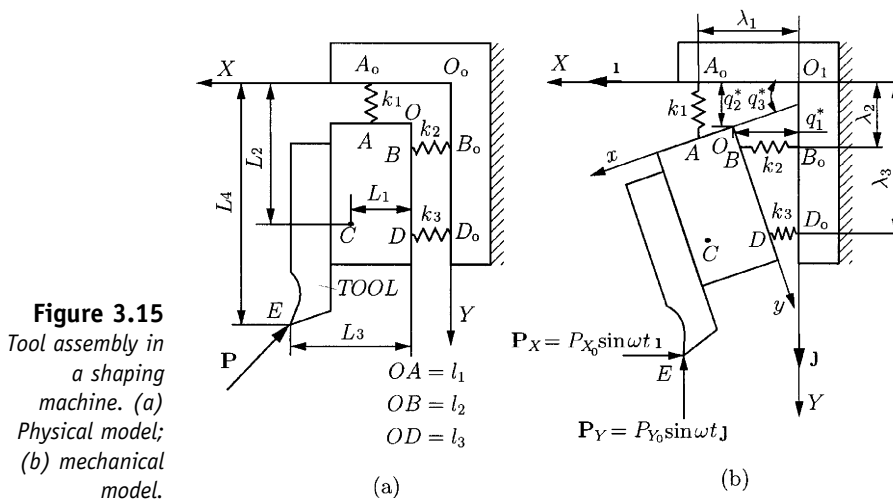 Figure 3.15
Tool assembly in
a shaping
machine. (a)
Physical model;
(b) mechanical
model.
X
A₀
O₀
k₁
O
A
k₂
B
B₀
L₂
L₄
L₁
C
k₃
D
D₀
TOOL
E
Y
P
L₃
OA = l₁
OB = l₂
OD = l₃
(a)
λ₁
X
ı
A₀
O₁
k₁
q₂*
q₃*
q₁*
λ₂
λ₃
x
A
O
B
B₀
k₂
k₃
D
D₀
C
y
P_X = P_{X₀} sin ωt ı
E
J
Y
P_Y = P_{Y₀} sin ωt J
(b)